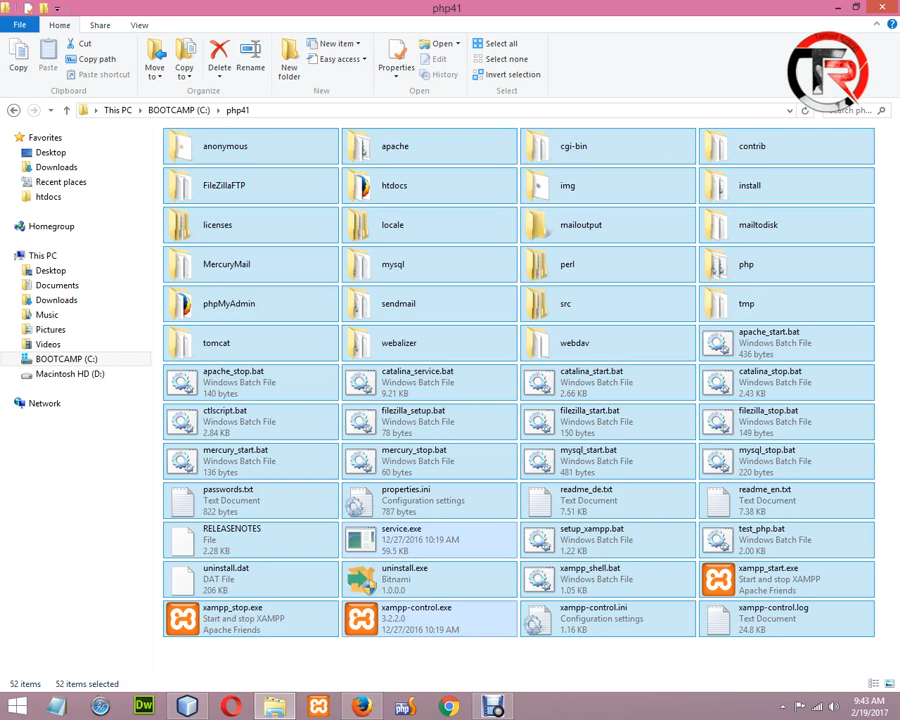 php41
File Home Share View
Copy
Paste
Cut
Copy path
Paste shortcut
Clipboard
Move to
Copy to
Delete
Rename
Organize
New folder
New item
Easy access
New
Properties
Open
Edit
History
Open
Select all
Select none
Invert selection
Select
TR
This PC BOOTCAMP (C:) php41
Favorites
Desktop
Downloads
Recent places
htdocs
Homegroup
This PC
Desktop
Documents
Downloads
Music
Pictures
Videos
BOOTCAMP (C:)
Macintosh HD (D:)
Network
anonymous
apache
cgi-bin
contrib
FileZillaFTP
htdocs
img
install
licenses
locale
mailoutput
mailtodisk
MercuryMail
mysql
perl
php
phpMyAdmin
sendmail
src
tmp
tomcat
webalizer
webdav
apache_start.bat
Windows Batch File
436 bytes
apache_stop.bat
Windows Batch File
140 bytes
catalina_service.bat
Windows Batch File
9.21 KB
catalina_start.bat
Windows Batch File
2.66 KB
catalina_stop.bat
Windows Batch File
2.43 KB
ctlscript.bat
Windows Batch File
2.84 KB
filezilla_setup.bat
Windows Batch File
78 bytes
filezilla_start.bat
Windows Batch File
150 bytes
filezilla_stop.bat
Windows Batch File
149 bytes
mercury_start.bat
Windows Batch File
136 bytes
mercury_stop.bat
Windows Batch File
60 bytes
mysql_start.bat
Windows Batch File
481 bytes
mysql_stop.bat
Windows Batch File
220 bytes
passwords.txt
Text Document
822 bytes
properties.ini
Configuration settings
787 bytes
readme_de.txt
Text Document
7.51 KB
readme_en.txt
Text Document
7.38 KB
RELEASENOTES
File
2.28 KB
service.exe
12/27/2016 10:19 AM
59.5 KB
setup_xampp.bat
Windows Batch File
1.22 KB
test_php.bat
Windows Batch File
2.00 KB
uninstall.dat
DAT File
206 KB
uninstall.exe
Bitnami
1.0.0.0
xampp_shell.bat
Windows Batch File
1.05 KB
xampp_start.exe
Start and stop XAMPP
Apache Friends
xampp_stop.exe
Start and stop XAMPP
Apache Friends
xampp-control.exe
3.2.2.0
12/27/2016 10:19 AM
xampp-control.ini
Configuration settings
1.16 KB
xampp-control.log
Text Document
24.8 KB
52 items 52 items selected
Dw
php
9:43 AM
2/19/2017